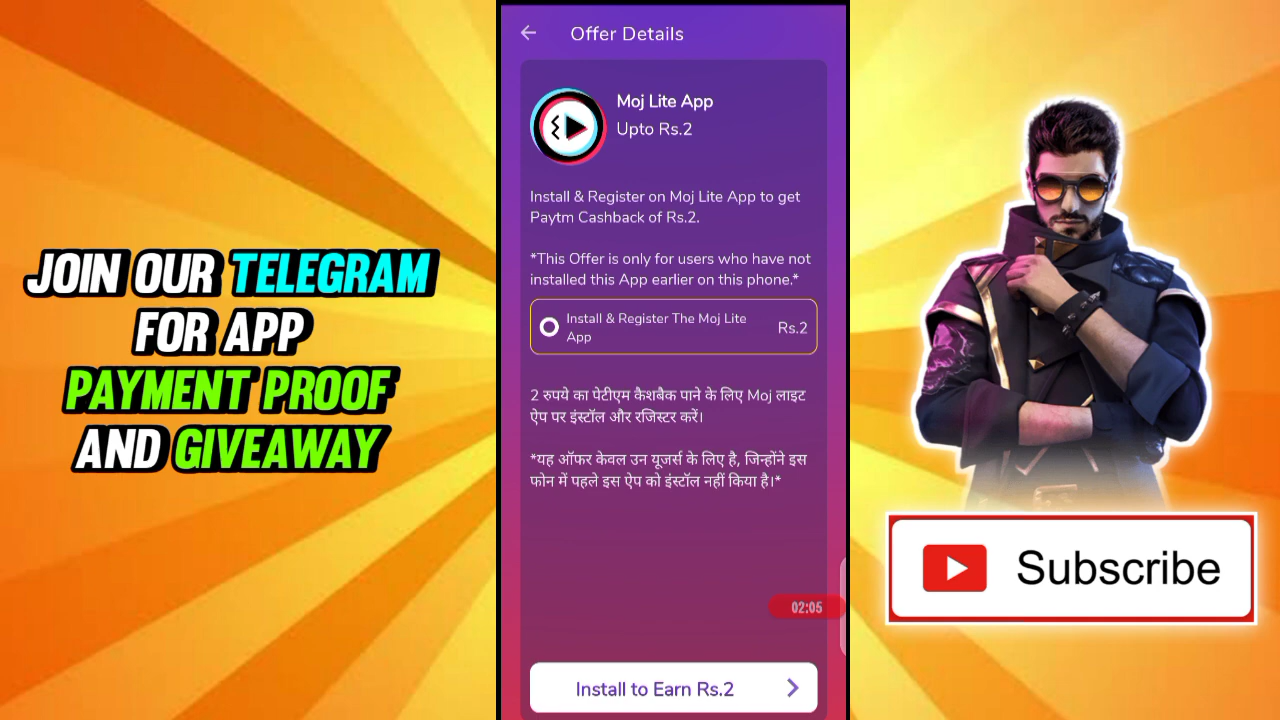 JOIN OUR TELEGRAM
FOR APP
PAYMENT PROOF
AND GIVEAWAY
Offer Details
Moj Lite App
Upto Rs.2
Install & Register on Moj Lite App to get
Paytm Cashback of Rs.2.
*This Offer is only for users who have not
installed this App earlier on this phone.*
Install & Register The Moj Lite
App
Rs.2
2 रुपये का पेटीएम कैशबैक पाने के लिए Moj लाइट
ऐप पर इंस्टॉल और रजिस्टर करें।
*यह ऑफर केवल उन यूजर्स के लिए है, जिन्होंने इस
फोन में पहले इस ऐप को इंस्टॉल नहीं किया है।*
02:05
Install to Earn Rs.2
Subscribe